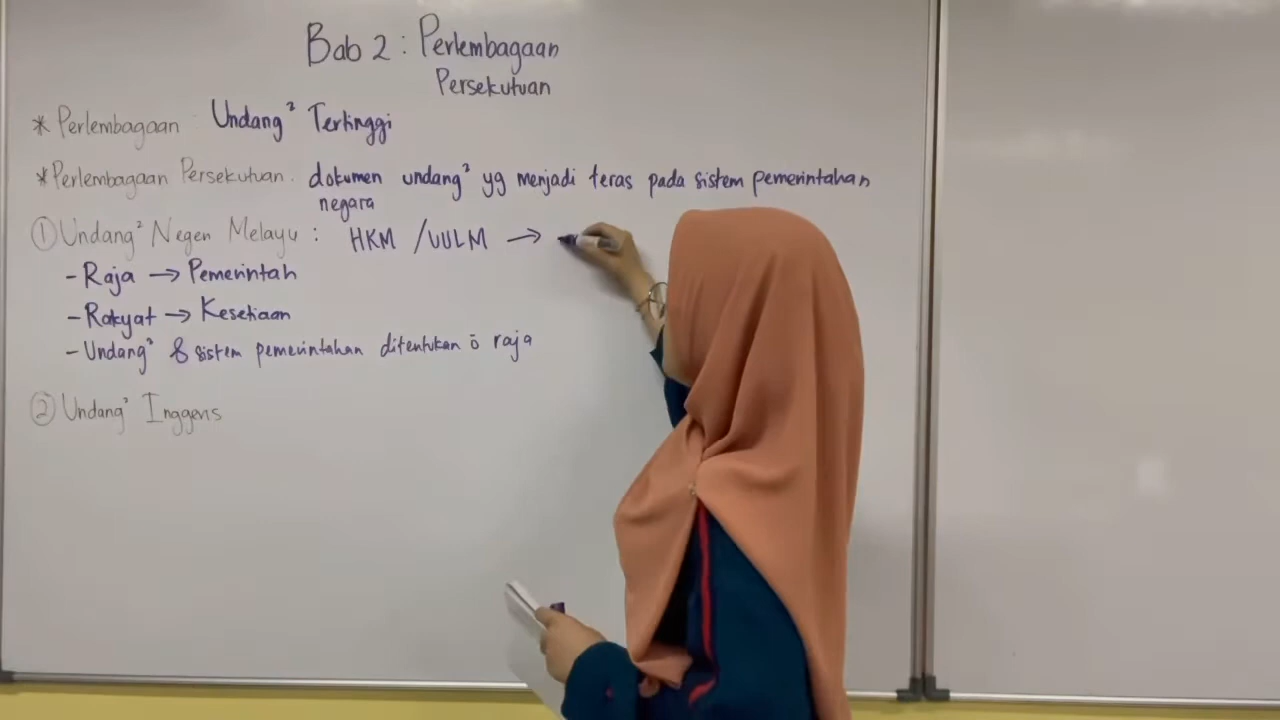 Bab 2 : Perlembagaan
Persekutuan
* Perlembagaan Undang² Tertinggi
* Perlembagaan Persekutuan. dokumen undang² yg menjadi teras pada sistem pemerintahan
negara
① Undang² Negeri Melayu : HKM / UULM →
- Raja → Pemerintah
- Rakyat → Kesetiaan
- Undang² & sistem pemerintahan ditentukan ō raja
② Undang² Inggeris